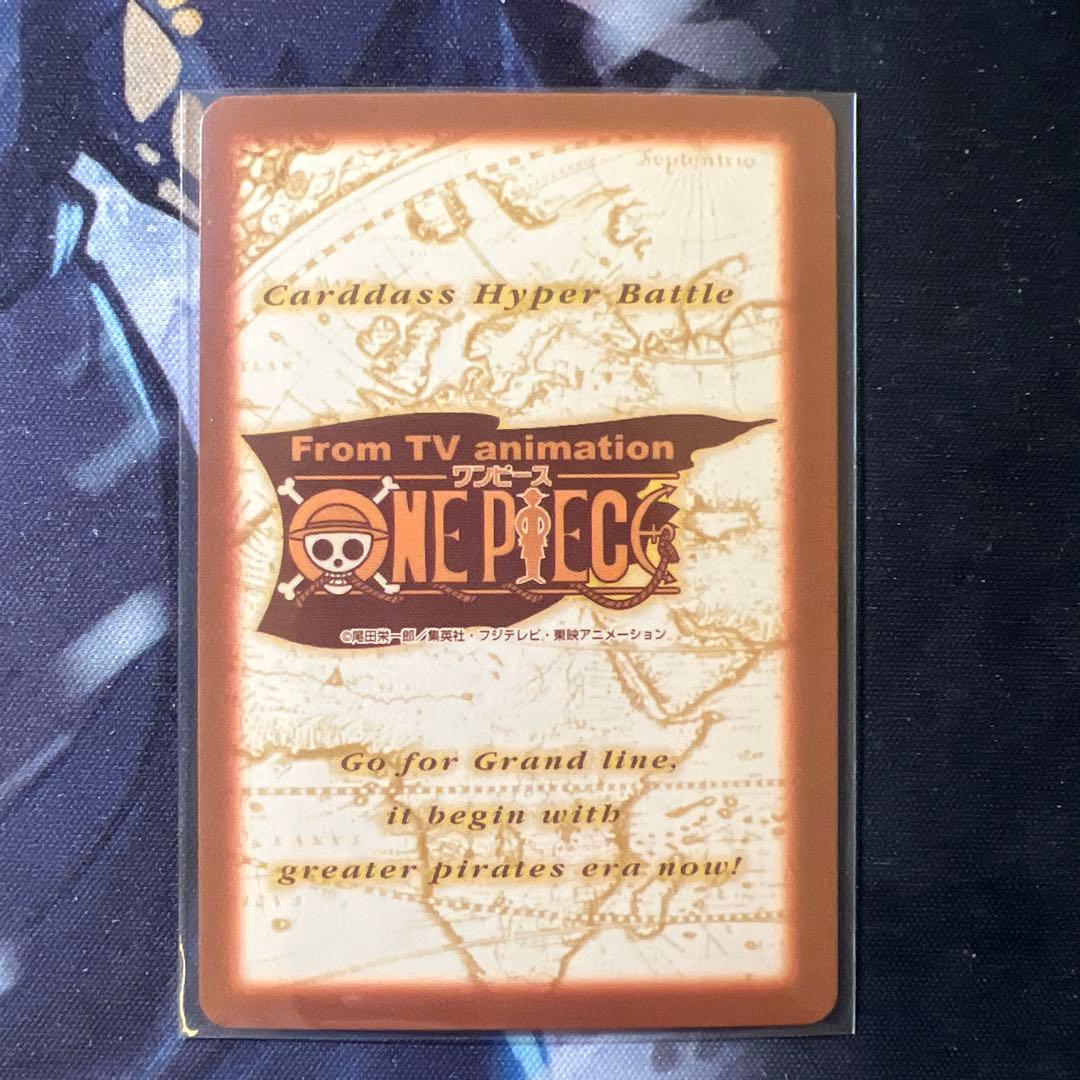 Septentrio
Carddass Hyper Battle
From TV animation
ワンピース
ONE PIECE
©尾田栄一郎/集英社・フジテレビ・東映アニメーション
Go for Grand line,
it begin with
greater pirates era now!